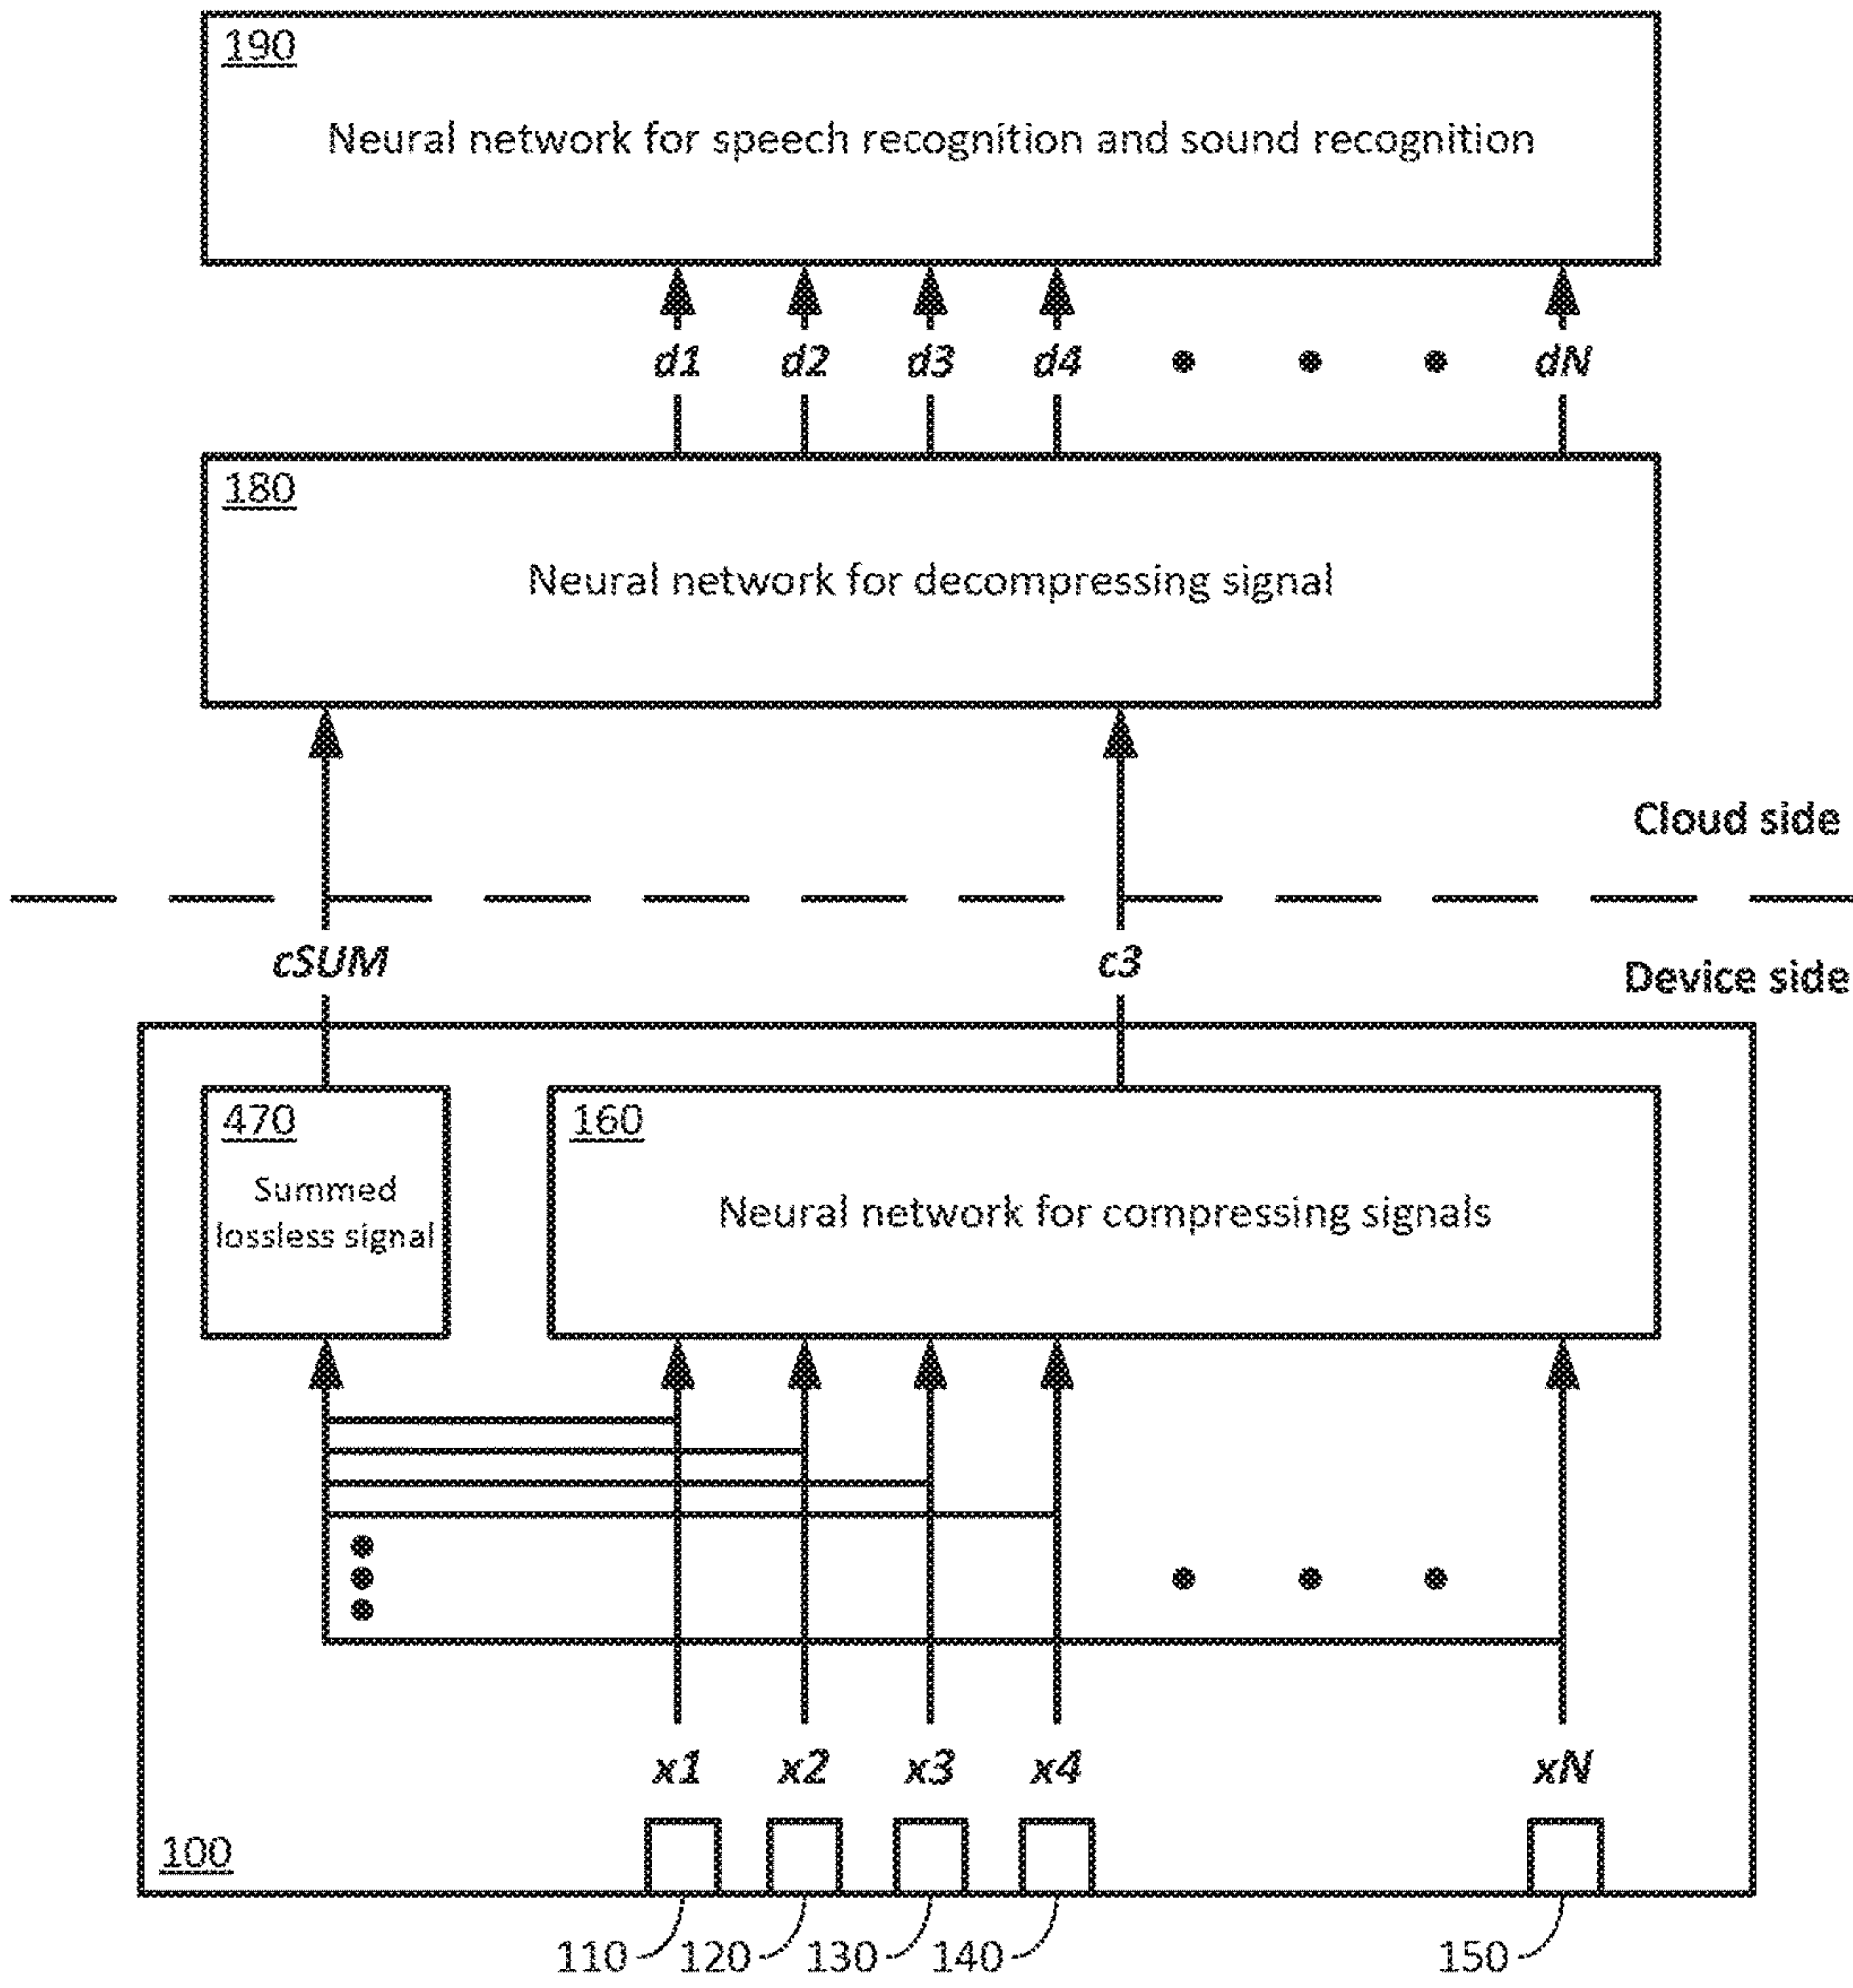 190
Neural network for speech recognition and sound recognition
d1 d2 d3 d4 dN
180
Neural network for decompressing signal
Cloud side
cSUM c3
Device side
470 160
Summed
lossless signal
Neural network for compressing signals
x1 x2 x3 x4 xN
100
110 120 130 140 150